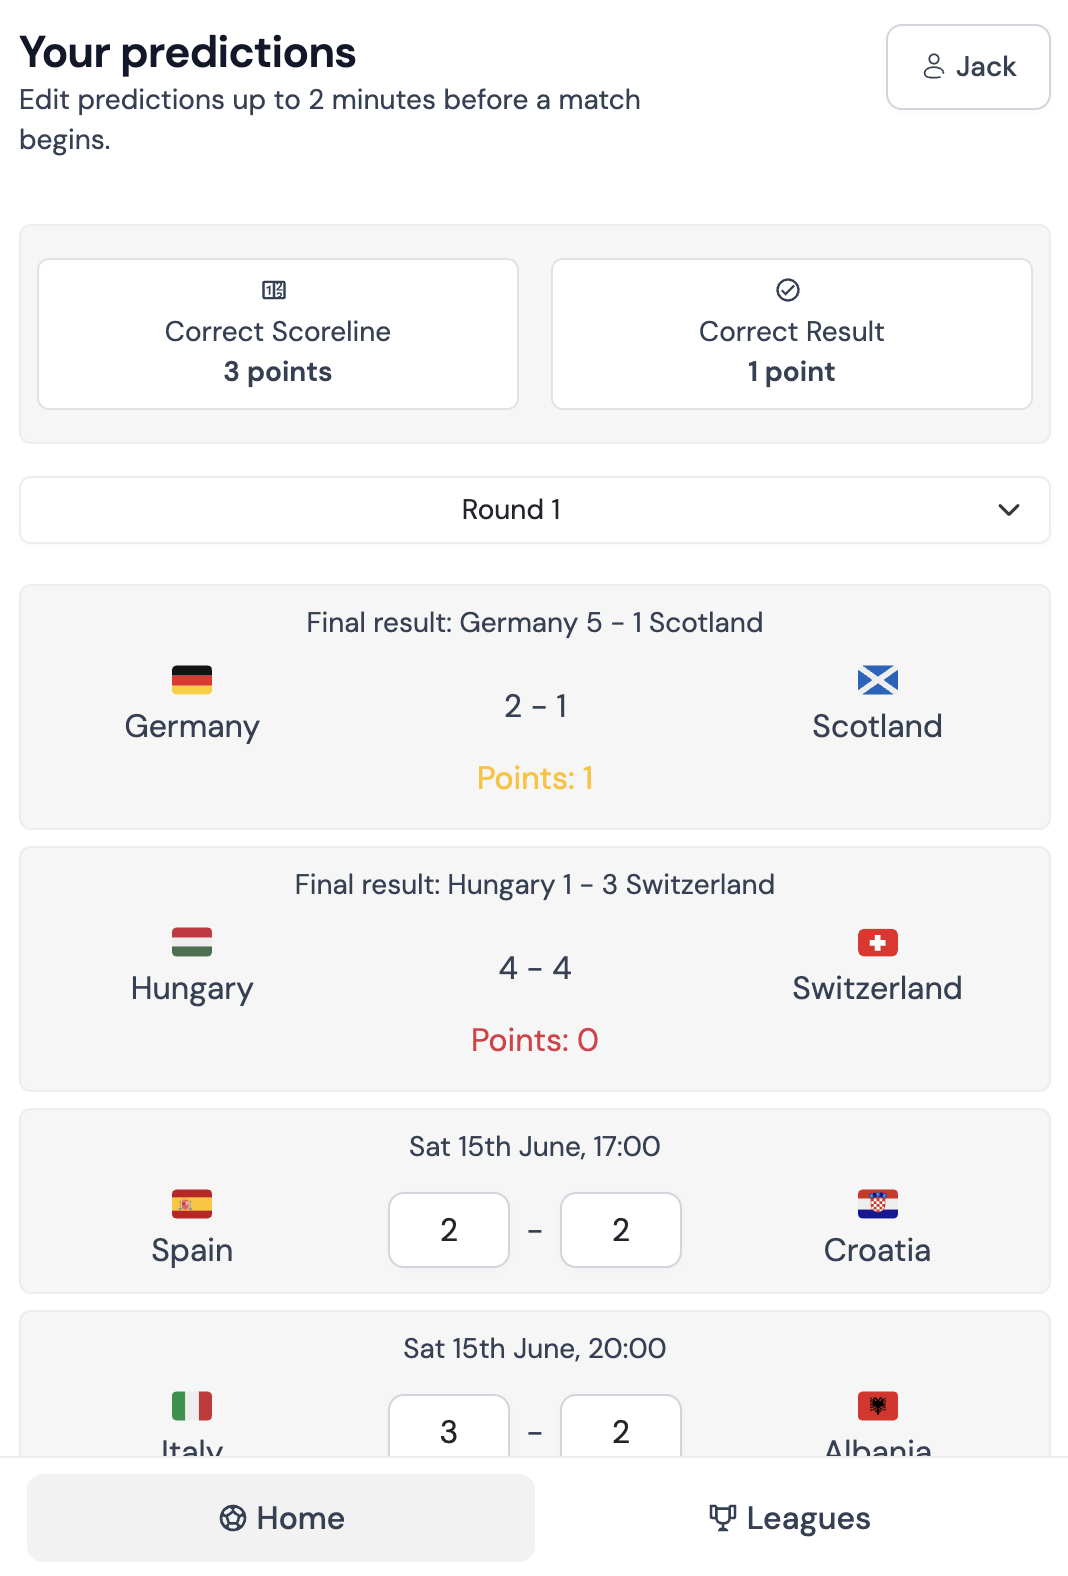 Your predictions
Jack
Edit predictions up to 2 minutes before a match
begins.
Correct Scoreline
3 points
Correct Result
1 point
Round 1
Final result: Germany 5 - 1 Scotland
Germany
2 - 1
Scotland
Points: 1
Final result: Hungary 1 - 3 Switzerland
Hungary
4 - 4
Switzerland
Points: 0
Sat 15th June, 17:00
Spain
2 - 2
Croatia
Sat 15th June, 20:00
Italy
3 - 2
Albania
Home
Leagues